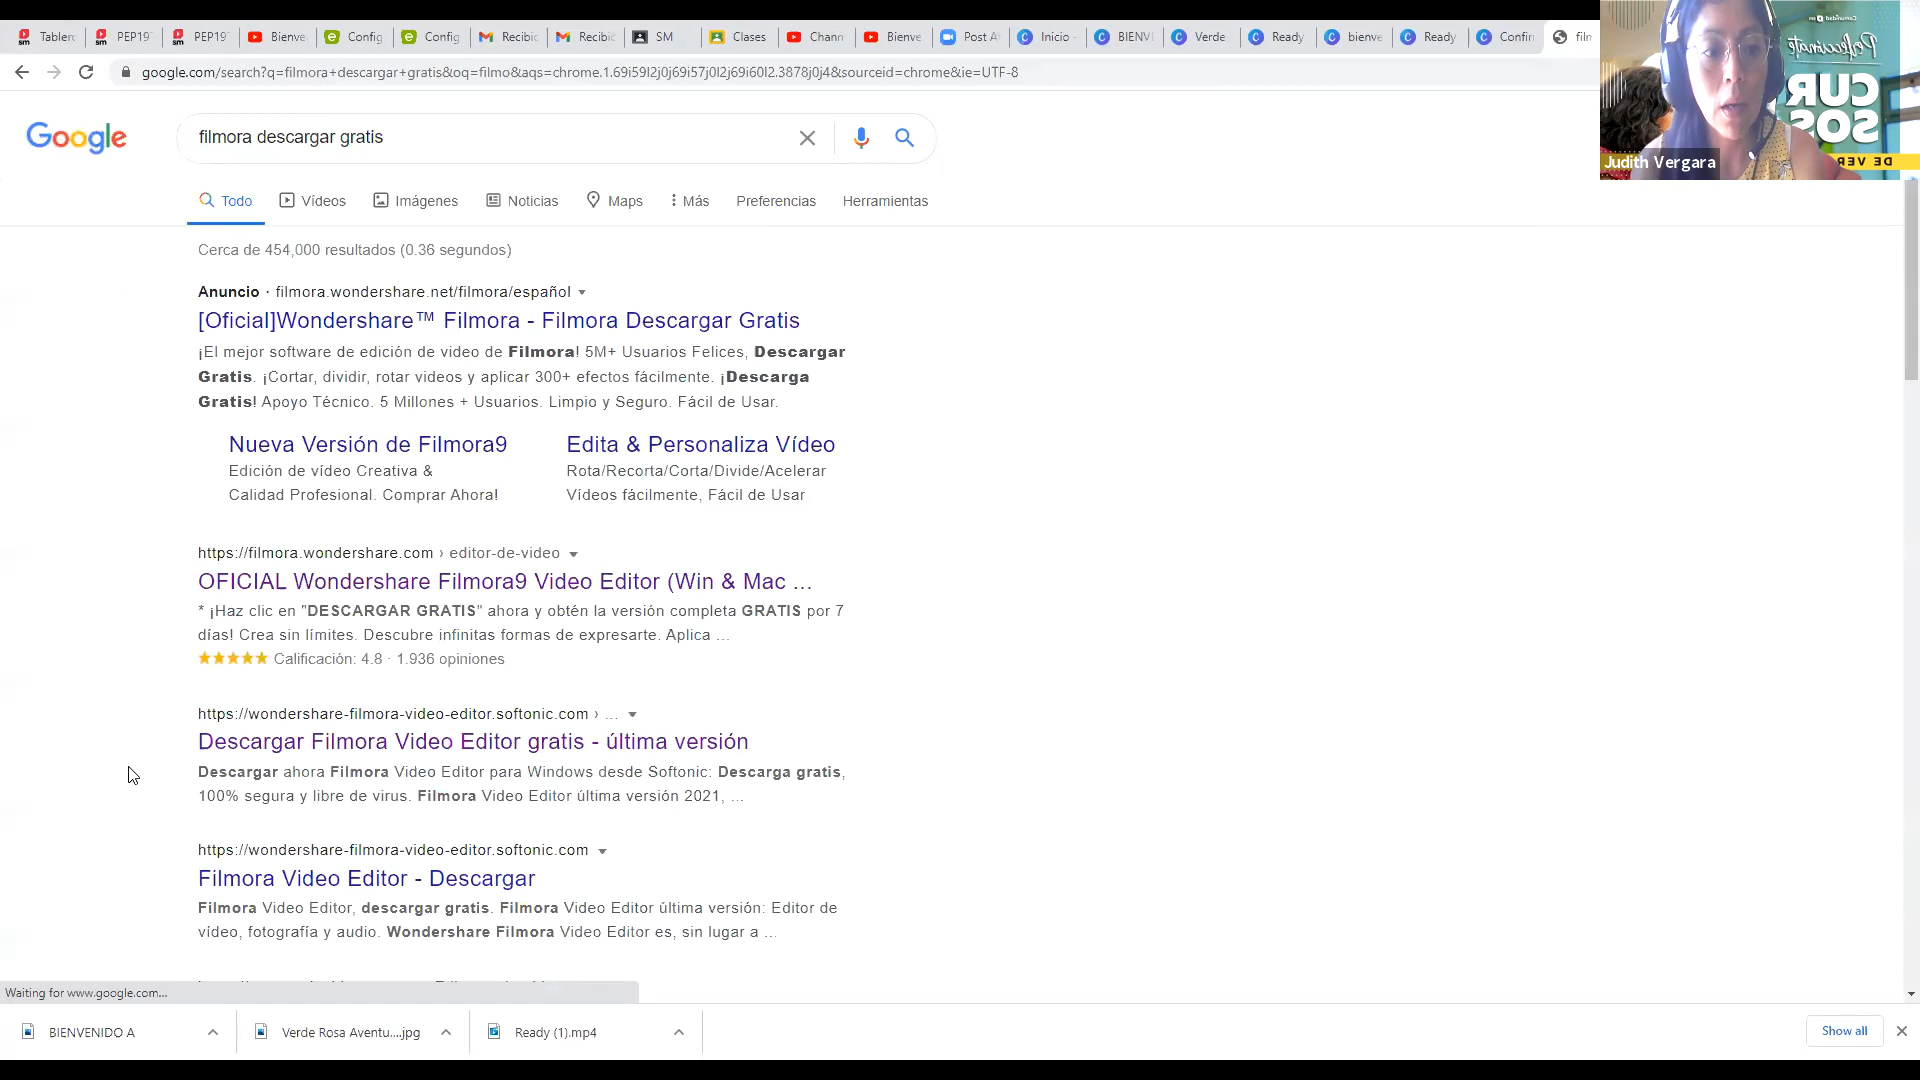 Tablero PEP19 PEP19 Bienve Config Config Recibid Recibid SM Clases Chann Bienve Post A Inicio BIENV Verde Ready bienve Ready Confir film
google.com/search?q=filmora+descargar+gratis&oq=filmo&aqs=chrome.1.69i59l2j0j69i57j0l2j69i60l2.3878j0j4&sourceid=chrome&ie=UTF-8
Perfecciónate
CUR
SOS
DE VER
Judith Vergara
Google
filmora descargar gratis
Todo Vídeos Imágenes Noticias Maps Más Preferencias Herramientas
Cerca de 454,000 resultados (0.36 segundos)
Anuncio · filmora.wondershare.net/filmora/español
[Oficial]Wondershare™ Filmora - Filmora Descargar Gratis
¡El mejor software de edición de video de Filmora! 5M+ Usuarios Felices, Descargar
Gratis. ¡Cortar, dividir, rotar videos y aplicar 300+ efectos fácilmente. ¡Descarga
Gratis! Apoyo Técnico. 5 Millones + Usuarios. Limpio y Seguro. Fácil de Usar.
Nueva Versión de Filmora9
Edición de vídeo Creativa &
Calidad Profesional. Comprar Ahora!
Edita & Personaliza Vídeo
Rota/Recorta/Corta/Divide/Acelerar
Vídeos fácilmente, Fácil de Usar
https://filmora.wondershare.com › editor-de-video
OFICIAL Wondershare Filmora9 Video Editor (Win & Mac ...
* ¡Haz clic en "DESCARGAR GRATIS" ahora y obtén la versión completa GRATIS por 7
días! Crea sin límites. Descubre infinitas formas de expresarte. Aplica ...
Calificación: 4.8 · 1.936 opiniones
https://wondershare-filmora-video-editor.softonic.com › ...
Descargar Filmora Video Editor gratis - última versión
Descargar ahora Filmora Video Editor para Windows desde Softonic: Descarga gratis,
100% segura y libre de virus. Filmora Video Editor última versión 2021, ...
https://wondershare-filmora-video-editor.softonic.com
Filmora Video Editor - Descargar
Filmora Video Editor, descargar gratis. Filmora Video Editor última versión: Editor de
vídeo, fotografía y audio. Wondershare Filmora Video Editor es, sin lugar a ...
Waiting for www.google.com...
BIENVENIDO A Verde Rosa Aventu....jpg Ready (1).mp4 Show all